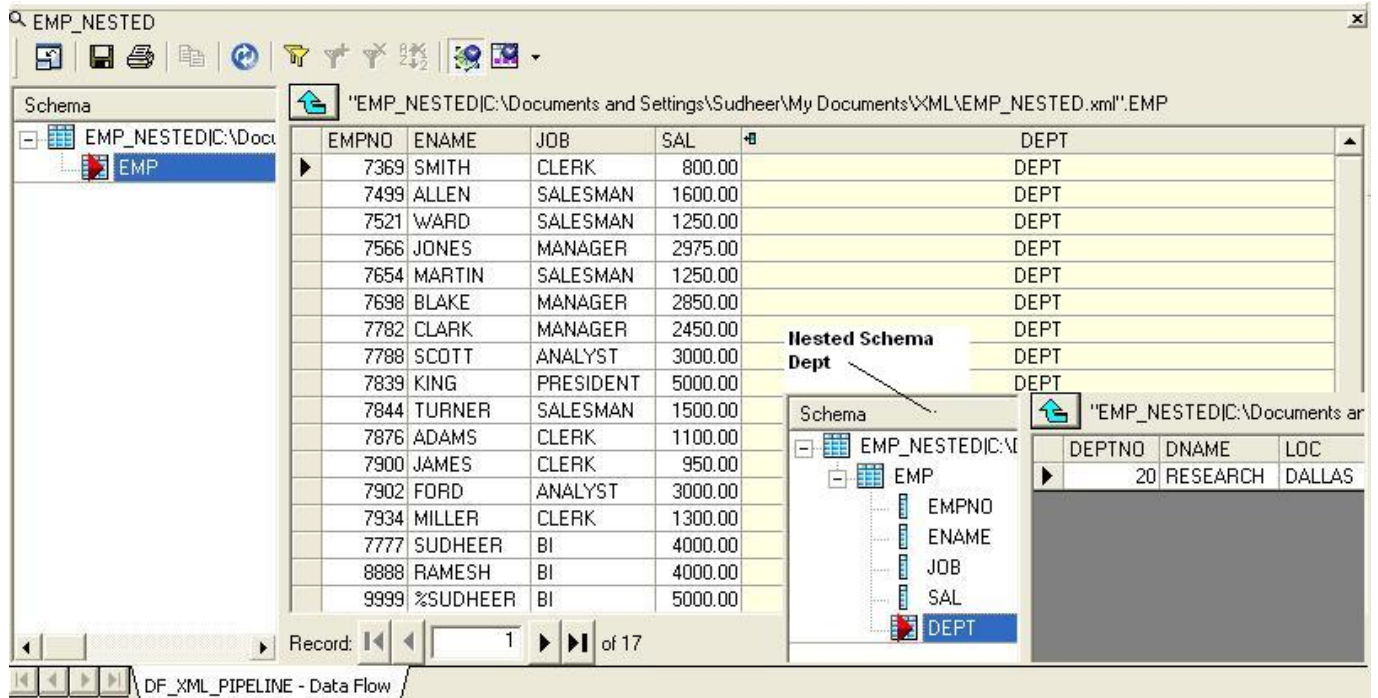 EMP_NESTED
Schema
"EMP_NESTED|C:\Documents and Settings\Sudheer\My Documents\XML\EMP_NESTED.xml".EMP
EMP_NESTED|C:\Docu
EMP
EMPNO ENAME JOB SAL DEPT
7369 SMITH CLERK 800.00 DEPT
7499 ALLEN SALESMAN 1600.00 DEPT
7521 WARD SALESMAN 1250.00 DEPT
7566 JONES MANAGER 2975.00 DEPT
7654 MARTIN SALESMAN 1250.00 DEPT
7698 BLAKE MANAGER 2850.00 DEPT
7782 CLARK MANAGER 2450.00 DEPT
7788 SCOTT ANALYST 3000.00 DEPT
7839 KING PRESIDENT 5000.00 DEPT
7844 TURNER SALESMAN 1500.00
7876 ADAMS CLERK 1100.00
7900 JAMES CLERK 950.00
7902 FORD ANALYST 3000.00
7934 MILLER CLERK 1300.00
7777 SUDHEER BI 4000.00
8888 RAMESH BI 4000.00
9999 %SUDHEER BI 5000.00
Nested Schema
Dept
Schema
EMP_NESTED|C:\D
EMP
EMPNO
ENAME
JOB
SAL
DEPT
"EMP_NESTED|C:\Documents ar
DEPTNO DNAME LOC
20 RESEARCH DALLAS
Record: 1 of 17
DF_XML_PIPELINE - Data Flow